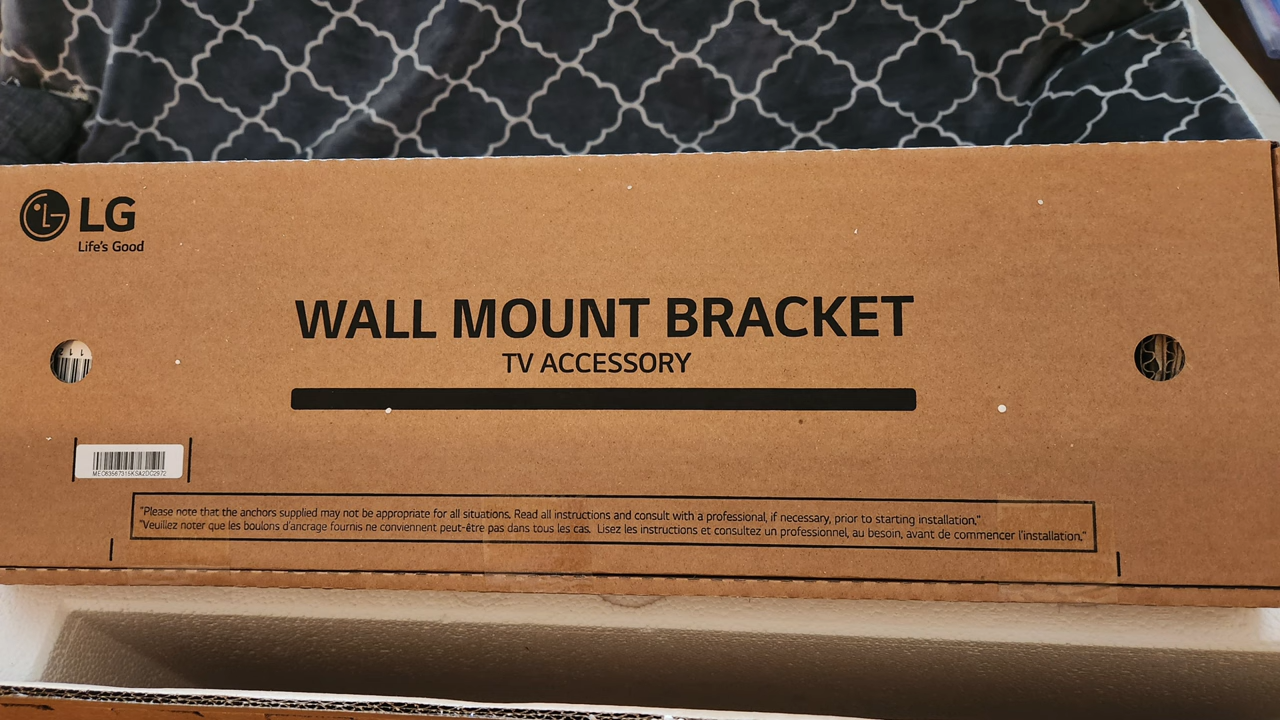 LG
Life's Good
WALL MOUNT BRACKET
TV ACCESSORY
MEC63567315KSA2DC2972
"Please note that the anchors supplied may not be appropriate for all situations. Read all instructions and consult with a professional, if necessary, prior to starting installation."
"Veuillez noter que les boulons d'ancrage fournis ne conviennent peut-être pas dans tous les cas. Lisez les instructions et consultez un professionnel, au besoin, avant de commencer l'installation."